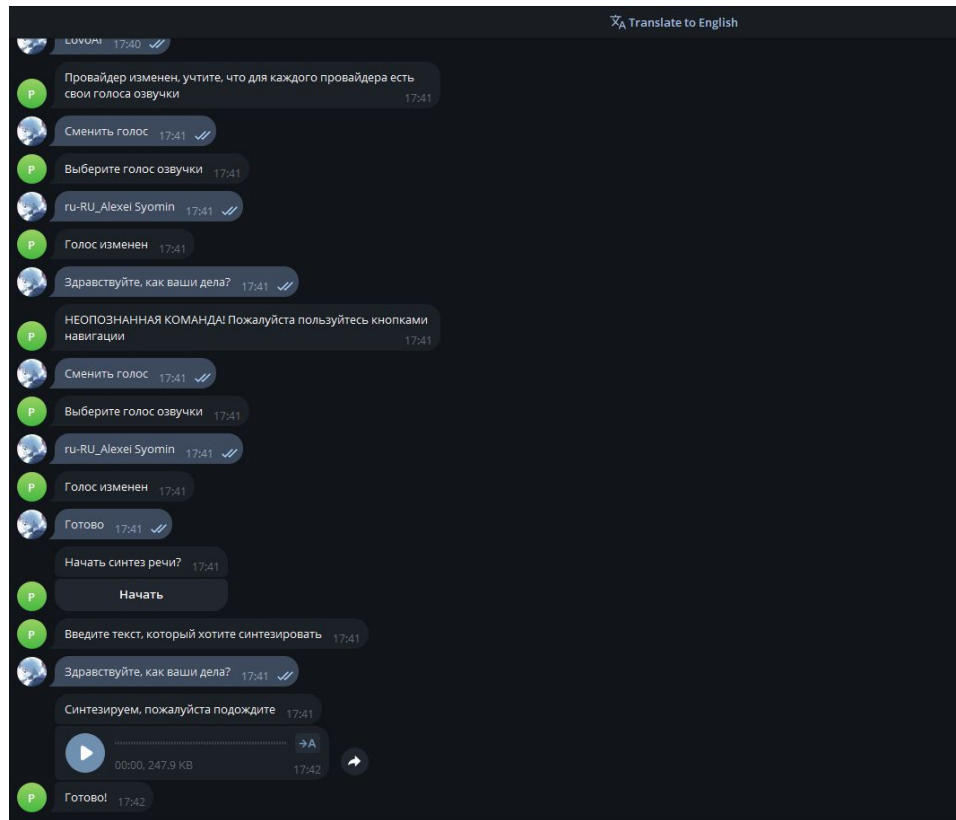 Translate to English
LovoAI 17:40
Провайдер изменен, учтите, что для каждого провайдера есть
свои голоса озвучки 17:41
P
Сменить голос 17:41
Выберите голос озвучки 17:41
P
ru-RU_Alexei Syomin 17:41
Голос изменен 17:41
P
Здравствуйте, как ваши дела? 17:41
НЕОПОЗНАННАЯ КОМАНДА! Пожалуйста пользуйтесь кнопками
навигации 17:41
P
Сменить голос 17:41
Выберите голос озвучки 17:41
P
ru-RU_Alexei Syomin 17:41
Голос изменен 17:41
P
Готово 17:41
Начать синтез речи? 17:41
Начать
P
Введите текст, который хотите синтезировать 17:41
P
Здравствуйте, как ваши дела? 17:41
Синтезируем, пожалуйста подождите 17:41
→A
00:00, 247.9 KB 17:42
Готово! 17:42
P